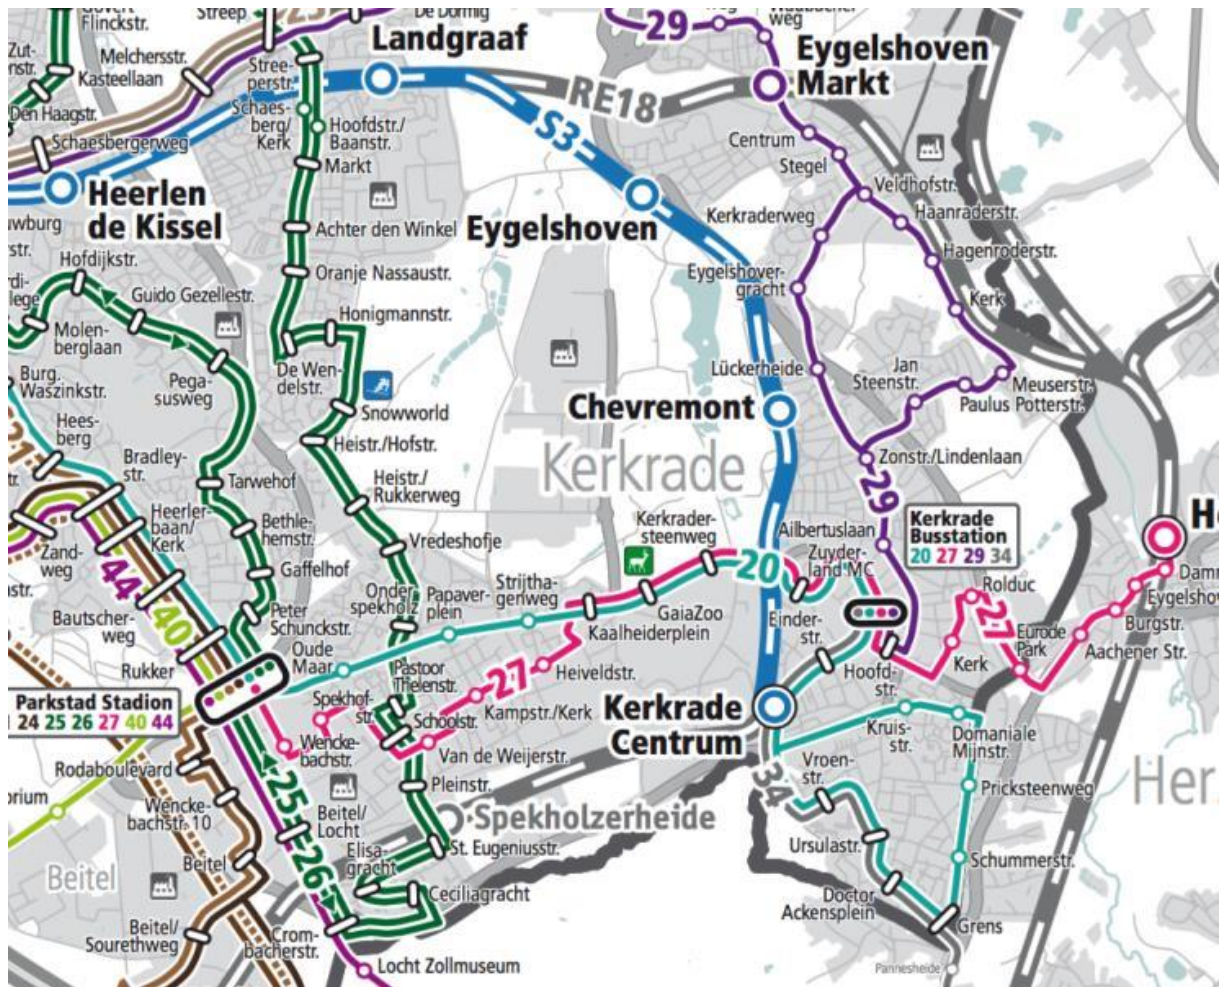 Flinckstr.
Streep
De Dormig
29
weg
Landgraaf
Eygelshoven
Markt
Zut-
Melchersstr.
Kasteellaan
Stree-
perstr.
RE18
S3
Den Haagstr.
Schaes-
berg/
Kerk
Hoofdstr./
Baanstr.
Centrum
Stegel
Schaesbergerweg
Markt
Veldhofstr.
Heerlen
de Kissel
Kerkraderweg
Haanraderstr.
Achter den Winkel
Eygelshoven
Hagenroderstr.
Hofdijkstr.
Oranje Nassaustr.
Eygelshover-
gracht
Guido Gezellestr.
Honigmannstr.
Kerk
Molen-
berglaan
Pega-
susweg
De Wen-
delstr.
Lückerheide
Jan
Steenstr.
Meuserstr.
Paulus Potterstr.
Burg.
Waszinkstr.
Snowworld
Chevremont
Hees-
berg
Heistr./Hofstr.
Kerkrade
Zonstr./Lindenlaan
Bradley-
str.
Tarwehof
Heistr./
Rukkerweg
29
Heerler-
baan/
Kerk
Bethle-
hemstr.
Kerkrader-
steenweg
Ailbertuslaan
Kerkrade
Busstation
20 27 29 34
Zand-
weg
Vredeshofje
Zuyder-
land MC
44
Gaffelhof
20
Rolduc
Onder
spekholz
Papaver-
plein
Strijtha-
genweg
GaiaZoo
Bautscher-
weg
40
Peter
Schunckstr.
Kaalheiderplein
Einder-
str.
27
Eurode
Park
Burgstr.
Rukker
Oude
Maar
Pastoor
Thelenstr.
Heiveldstr.
Hoofd-
str.
Kerk
Aachener Str.
Parkstad Stadion
24 25 26 27 40 44
Spekhof-
str.
27
Kampstr./Kerk
Kerkrade
Centrum
Schoolstr.
Kruis-
str.
Domaniale
Mijnstr.
Wencke-
bachstr.
Van de Weijerstr.
Rodaboulevard
Vroen-
str.
34
Pricksteenweg
25
Pleinstr.
Wencke-
bachstr. 10
Beitel/
Locht
Spekholzerheide
Ursulastr.
Elisa-
gracht
St. Eugeniusstr.
Schummerstr.
Beitel
Beitel
26
Ceciliagracht
Doctor
Ackensplein
Grens
Beitel/
Sourethweg
Crom-
bacherstr.
Locht Zollmuseum
Pannesheide